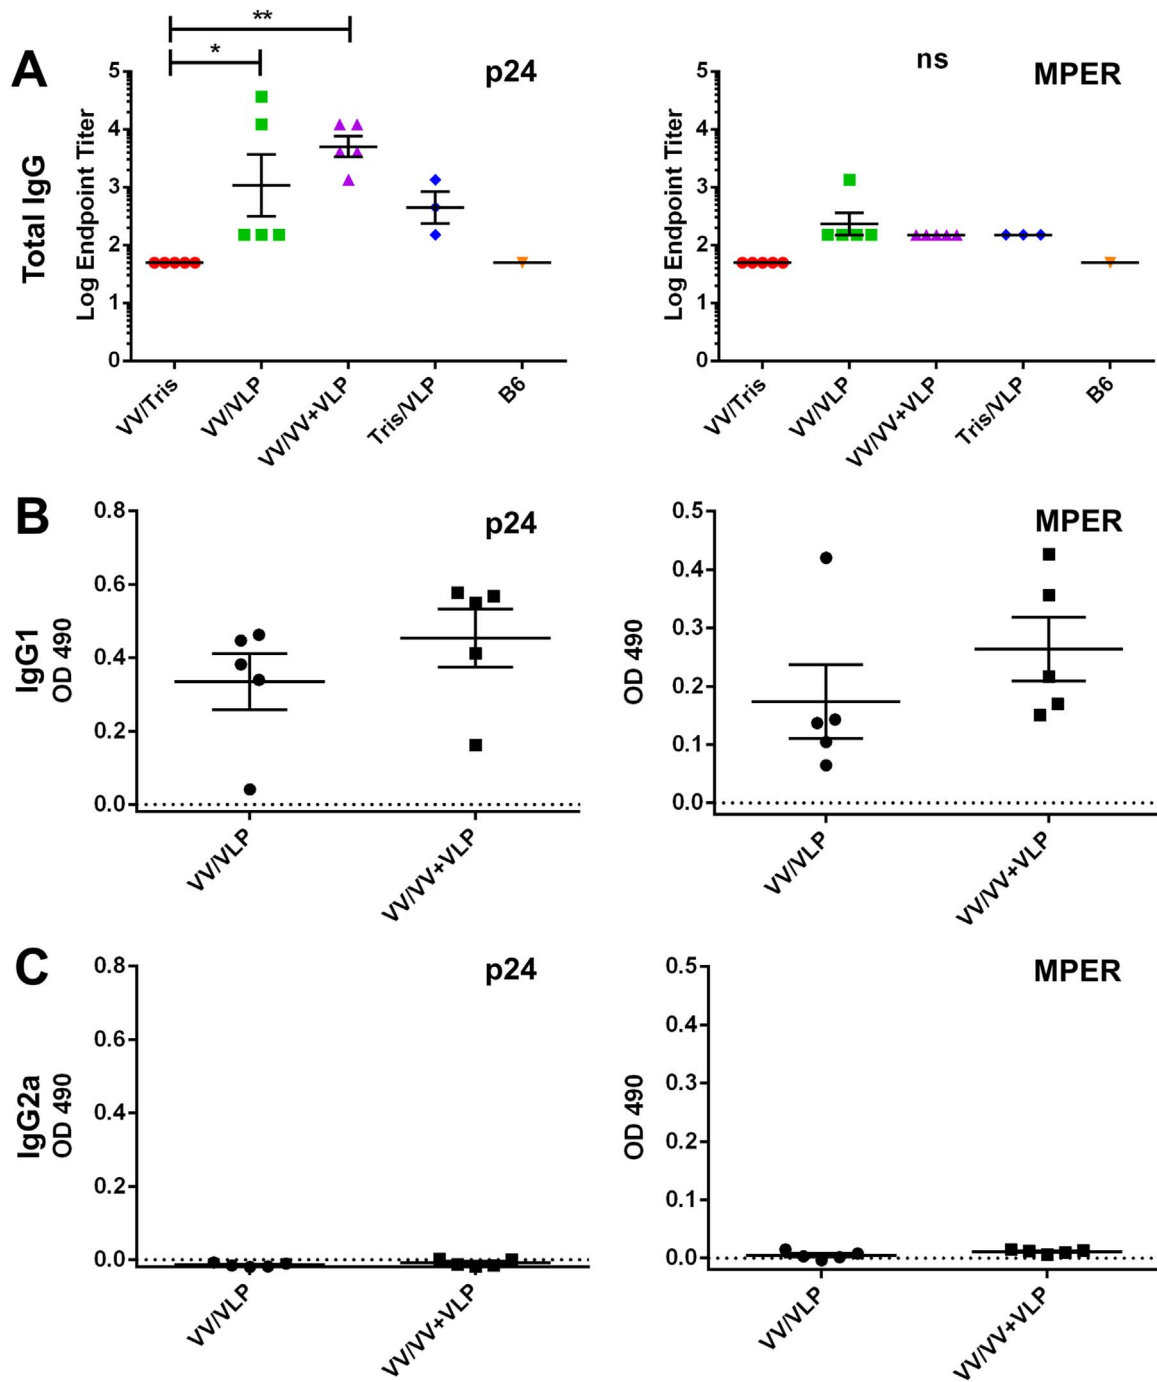 **
*
A
p24
ns
MPER
Total IgG
Log Endpoint Titer
5
4
3
2
1
0
VV/Tris
VV/VLP
VV/VV+VLP
Tris/VLP
B6
Log Endpoint Titer
5
4
3
2
1
0
VV/Tris
VV/VLP
VV/VV+VLP
Tris/VLP
B6
B
p24
MPER
IgG1
OD 490
0.8
0.6
0.4
0.2
0.0
VV/VLP
VV/VV+VLP
OD 490
0.5
0.4
0.3
0.2
0.1
0.0
VV/VLP
VV/VV+VLP
C
p24
MPER
IgG2a
OD 490
0.8
0.6
0.4
0.2
0.0
VV/VLP
VV/VV+VLP
OD 490
0.5
0.4
0.3
0.2
0.1
0.0
VV/VLP
VV/VV+VLP